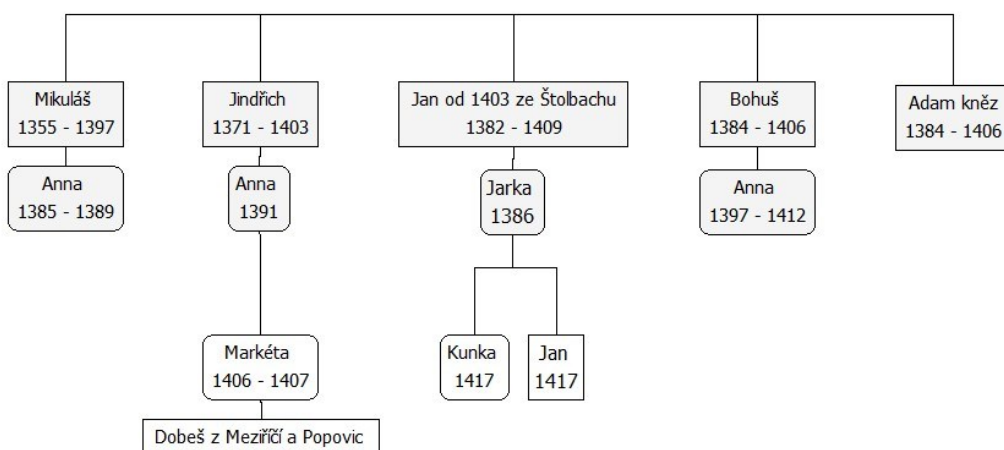 Mikuláš
1355 - 1397
Jindřich
1371 - 1403
Jan od 1403 ze Štolbachu
1382 - 1409
Bohuš
1384 - 1406
Adam kněz
1384 - 1406
Anna
1385 - 1389
Anna
1391
Jarka
1386
Anna
1397 - 1412
Markéta
1406 - 1407
Kunka
1417
Jan
1417
Dobeš z Meziříčí a Popovic